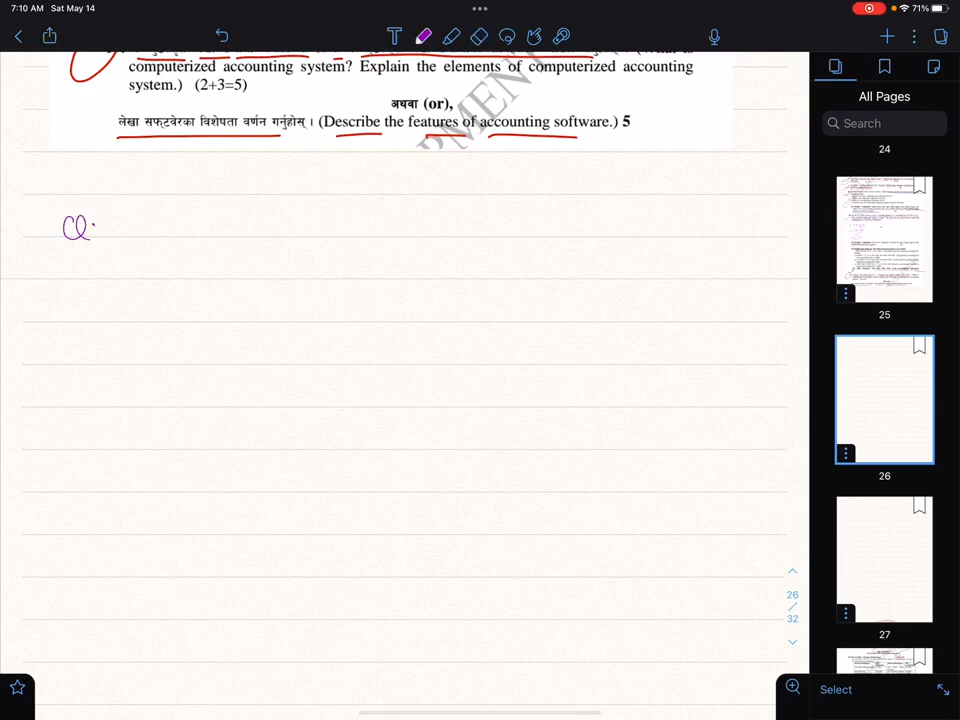 7:10 AM Sat May 14
71%
computerized accounting system? Explain the elements of computerized accounting
system.) (2+3=5)
अथवा (or),
लेखा सफ्टवेरका विशेषता वर्णन गर्नुहोस् । (Describe the features of accounting software.) 5
All Pages
Search
24
25
26
27
26
32
Select